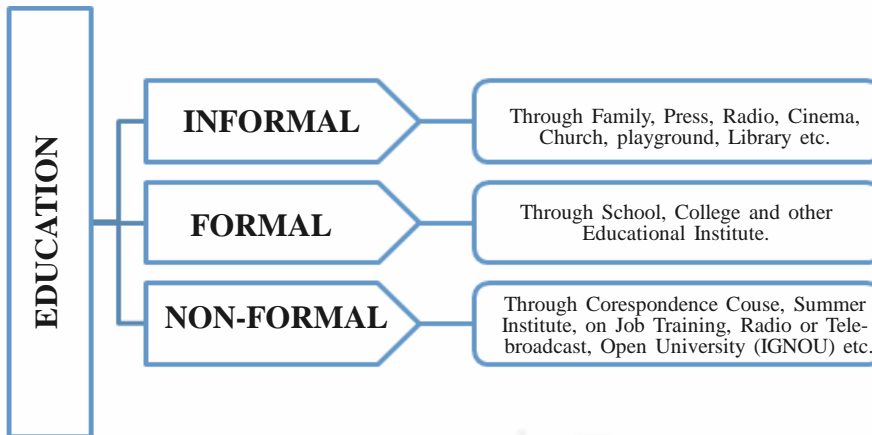 EDUCATION
INFORMAL
Through Family, Press, Radio, Cinema,
Church, playground, Library etc.
FORMAL
Through School, College and other
Educational Institute.
NON-FORMAL
Through Corespondence Couse, Summer
Institute, on Job Training, Radio or Tele-
broadcast, Open University (IGNOU) etc.